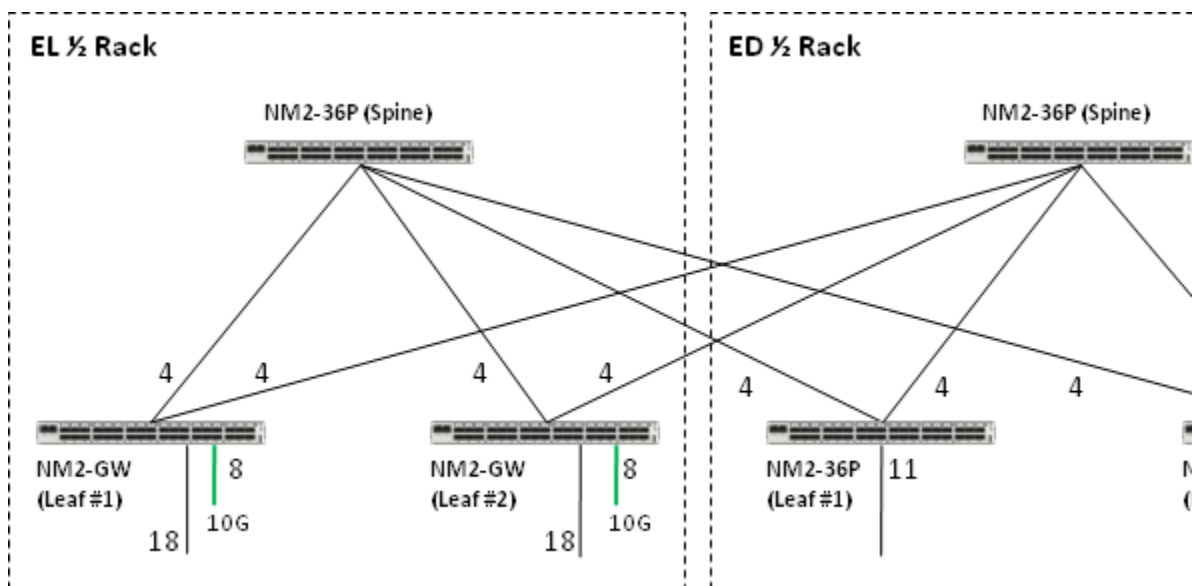 EL ½ Rack
ED ½ Rack
NM2-36P (Spine)
NM2-36P (Spine)
4
4
4
4
4
4
4
NM2-GW
(Leaf #1)
8
10G
18
NM2-GW
(Leaf #2)
8
10G
18
NM2-36P
(Leaf #1)
11